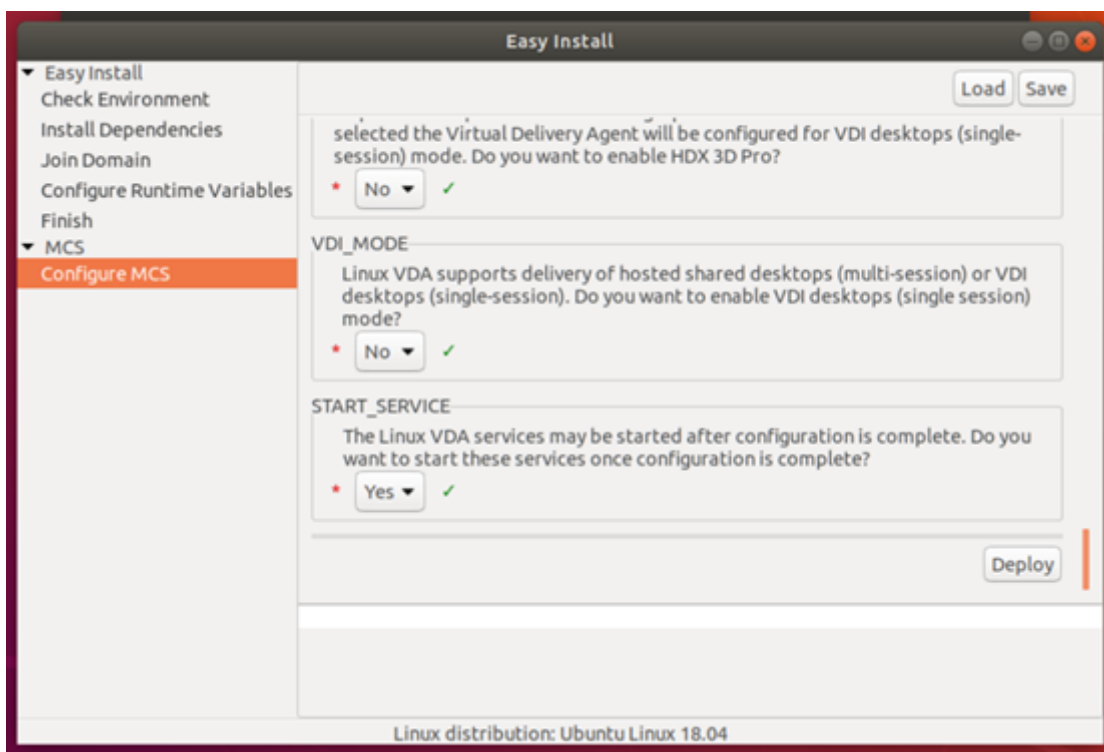 Easy Install
Easy Install
Check Environment
Install Dependencies
Join Domain
Configure Runtime Variables
Finish
MCS
Configure MCS
Load Save
selected the Virtual Delivery Agent will be configured for VDI desktops (single-
session) mode. Do you want to enable HDX 3D Pro?
* No ✓
VDI_MODE
Linux VDA supports delivery of hosted shared desktops (multi-session) or VDI
desktops (single-session). Do you want to enable VDI desktops (single session)
mode?
* No ✓
START_SERVICE
The Linux VDA services may be started after configuration is complete. Do you
want to start these services once configuration is complete?
* Yes ✓
Deploy
Linux distribution: Ubuntu Linux 18.04